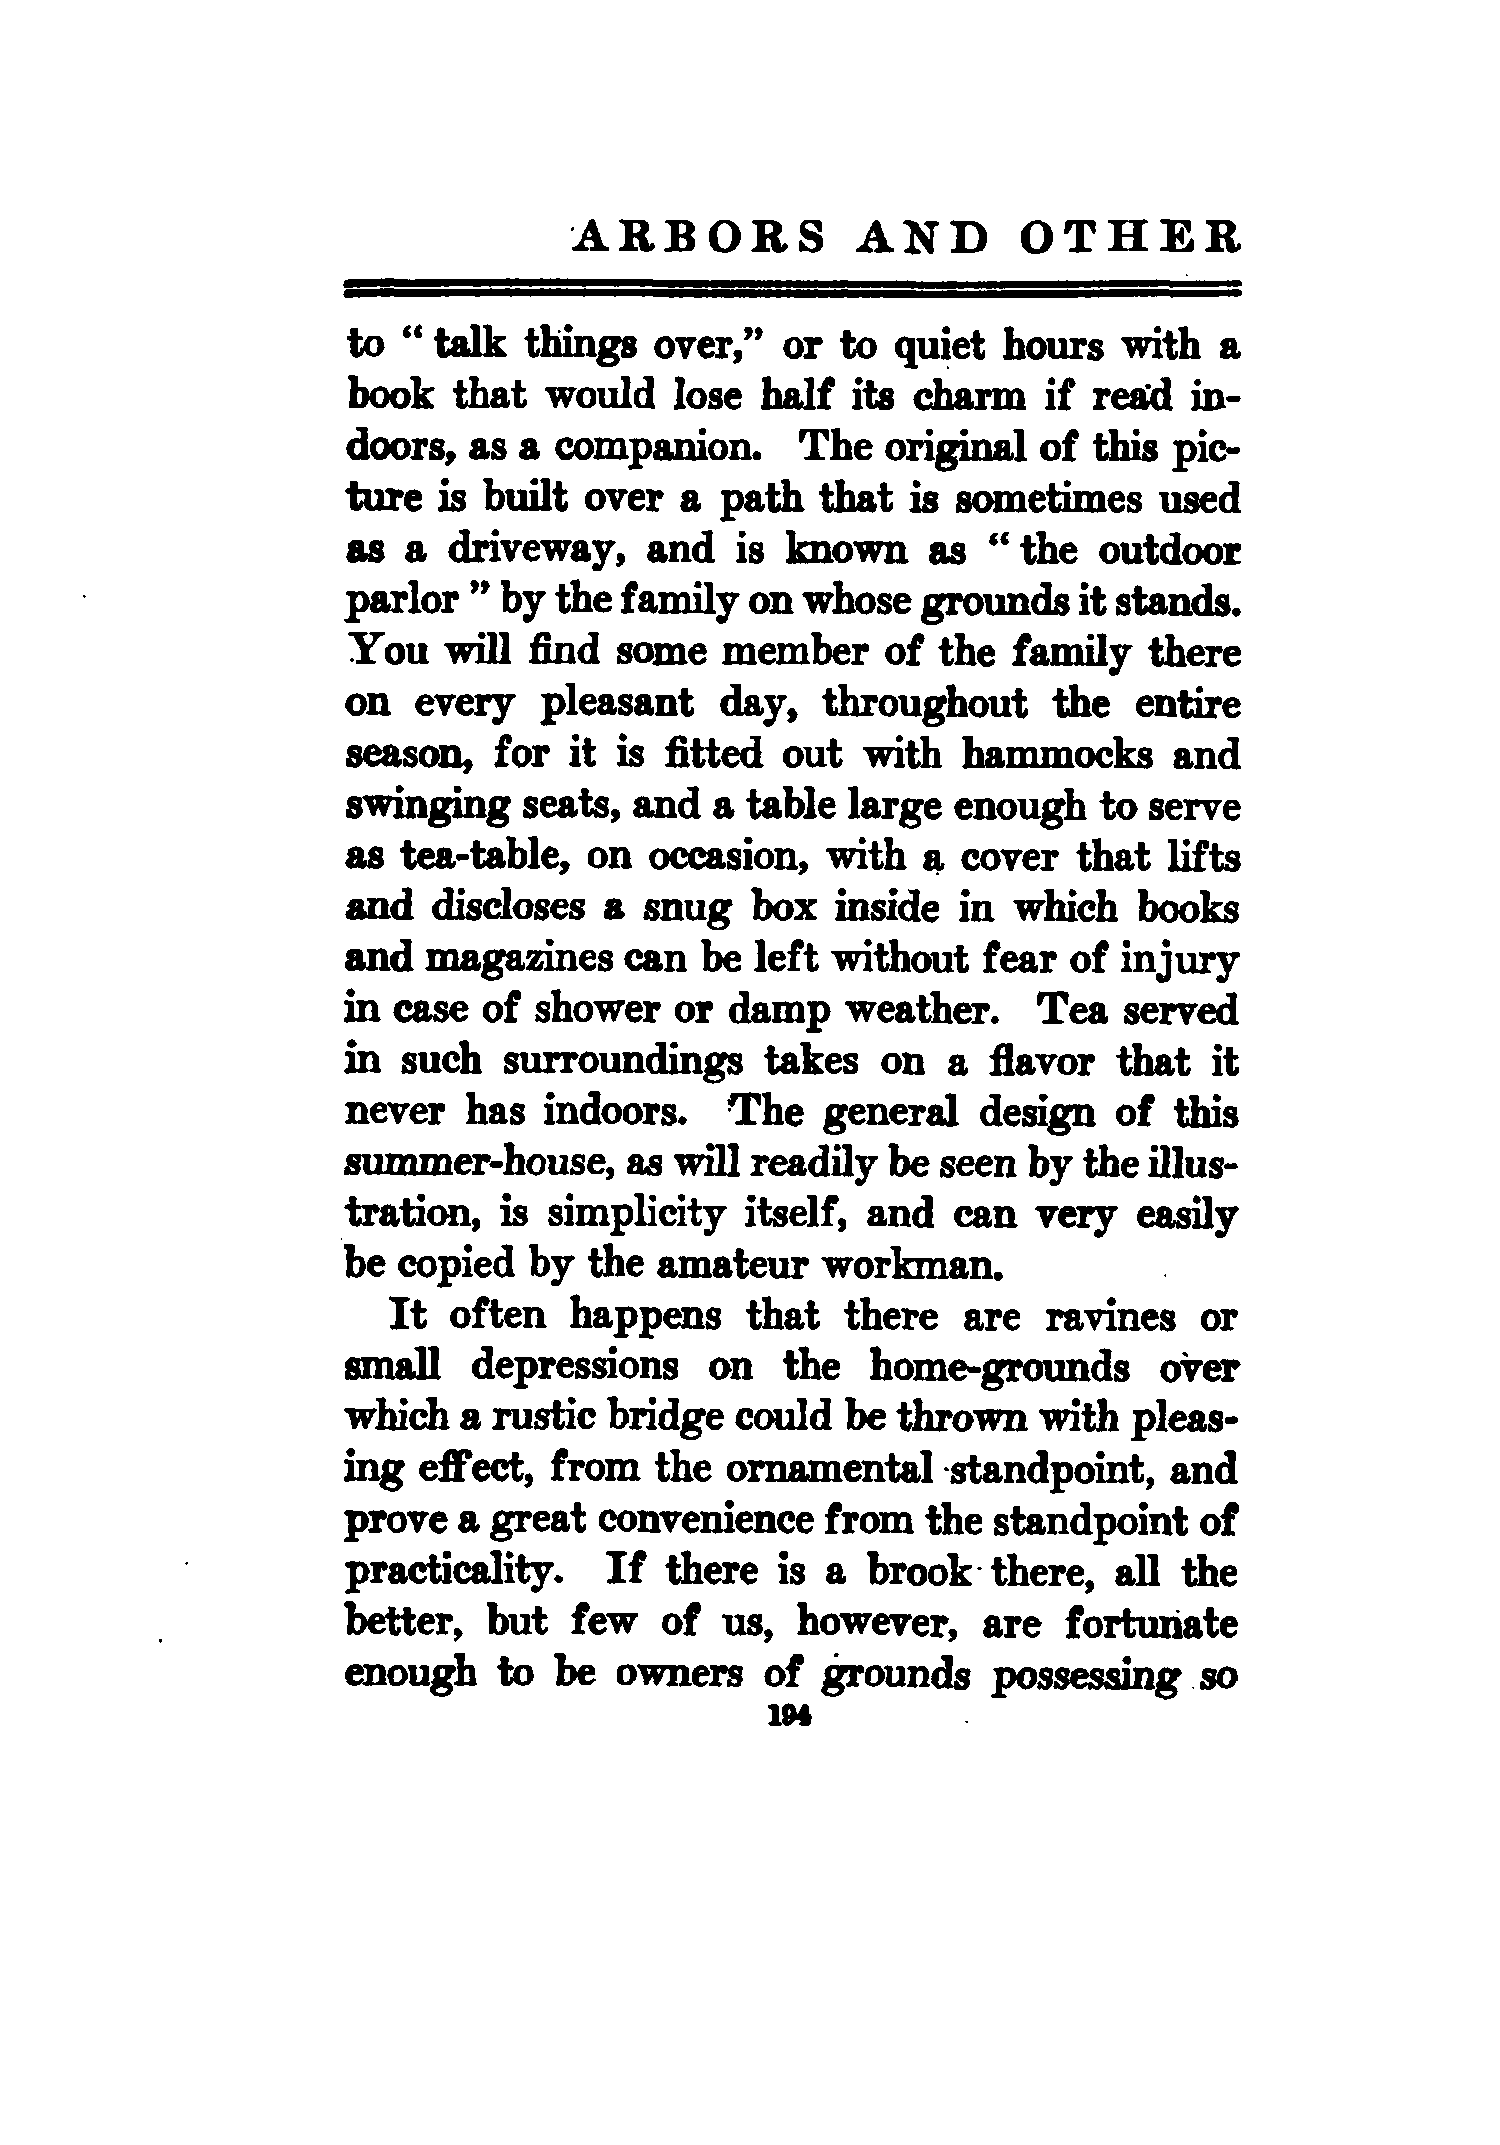 ARBORS AND OTHER
to “ talk things over,” or to quiet hours with a
book that would lose half its charm if read in-
doors, as a companion. The original of this pic-
ture is built over a path that is sometimes used
as a driveway, and is known as “ the outdoor
parlor ” by the family on whose grounds it stands.
You will find some member of the family there
on every pleasant day, throughout the entire
season, for it is fitted out with hammocks and
swinging seats, and a table large enough to serve
as tea-table, on occasion, with a cover that lifts
and discloses a snug box inside in which books
and magazines can be left without fear of injury
in case of shower or damp weather. Tea served
in such surroundings takes on a flavor that it
never has indoors. The general design of this
summer-house, as will readily be seen by the illus-
tration, is simplicity itself, and can very easily
be copied by the amateur workman.
It often happens that there are ravines or
small depressions on the home-grounds over
which a rustic bridge could be thrown with pleas-
ing effect, from the ornamental standpoint, and
prove a great convenience from the standpoint of
practicality. If there is a brook there, all the
better, but few of us, however, are fortunate
enough to be owners of grounds possessing so
194